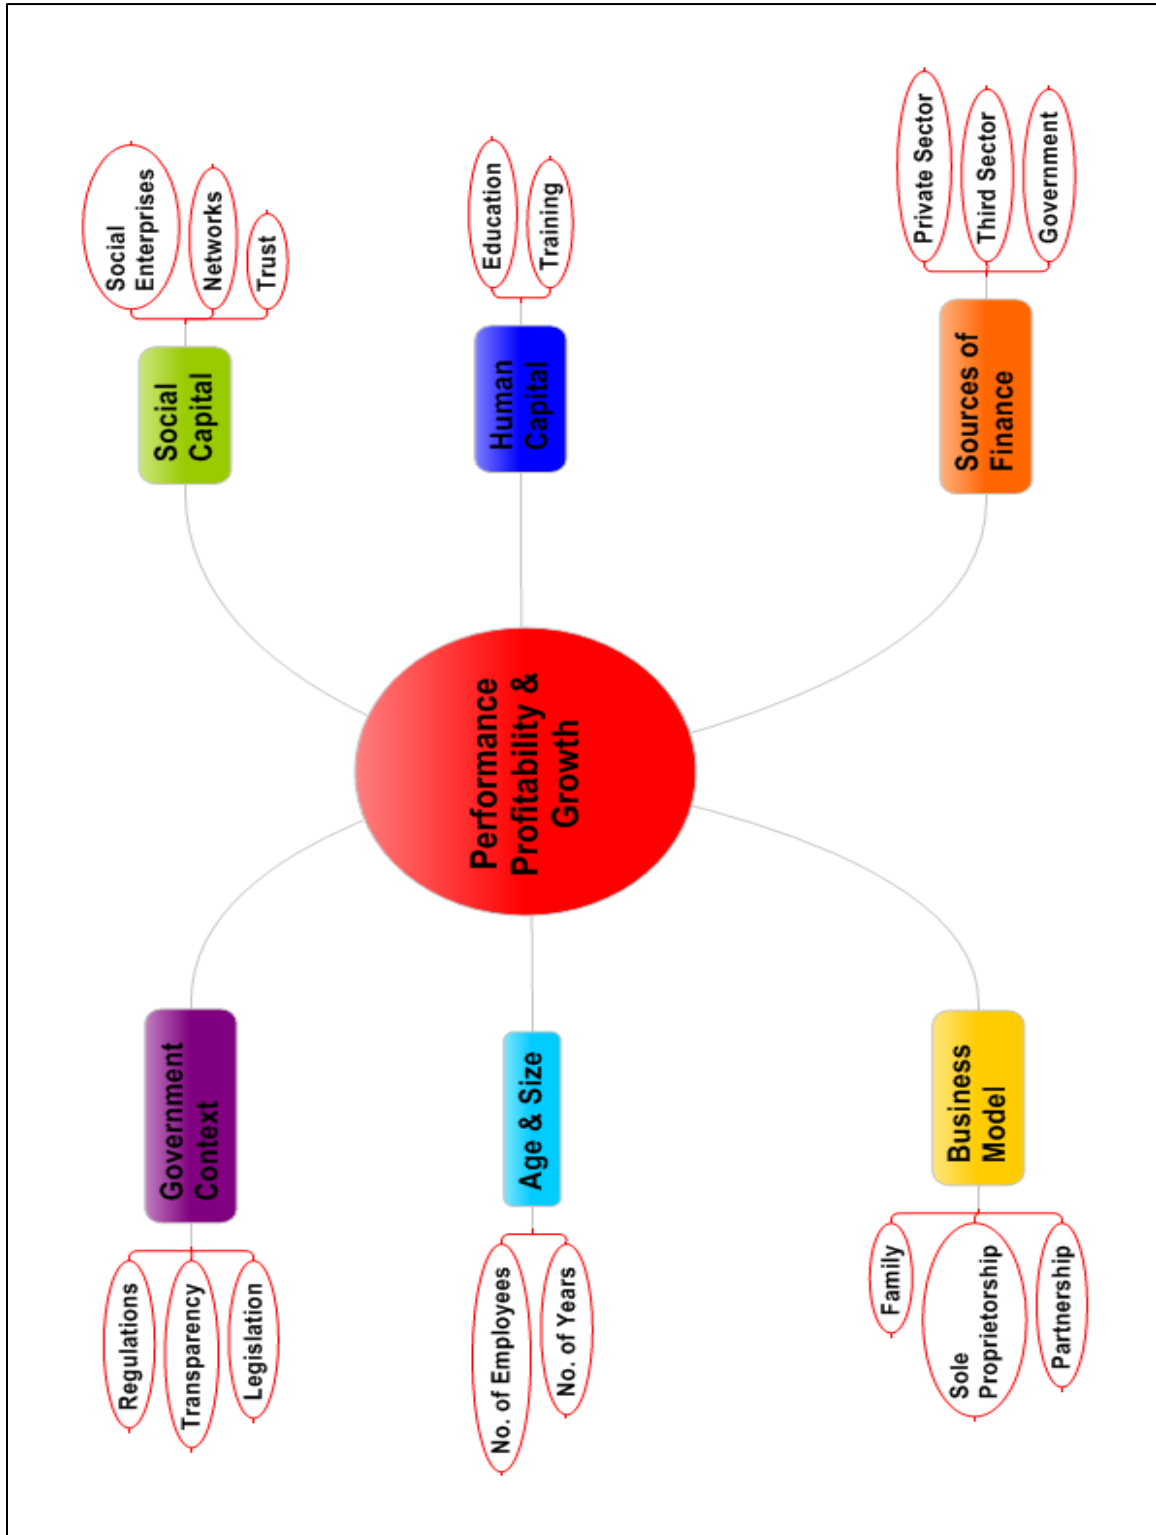 Regulations
Transparency
Legislation
Government
Context
Social
Capital
Social
Enterprises
Networks
Trust
No. of Employees
No. of Years
Age & Size
Performance
Profitability &
Growth
Human
Capital
Education
Training
Family
Sole
Proprietorship
Partnership
Business
Model
Sources of
Finance
Private Sector
Third Sector
Government